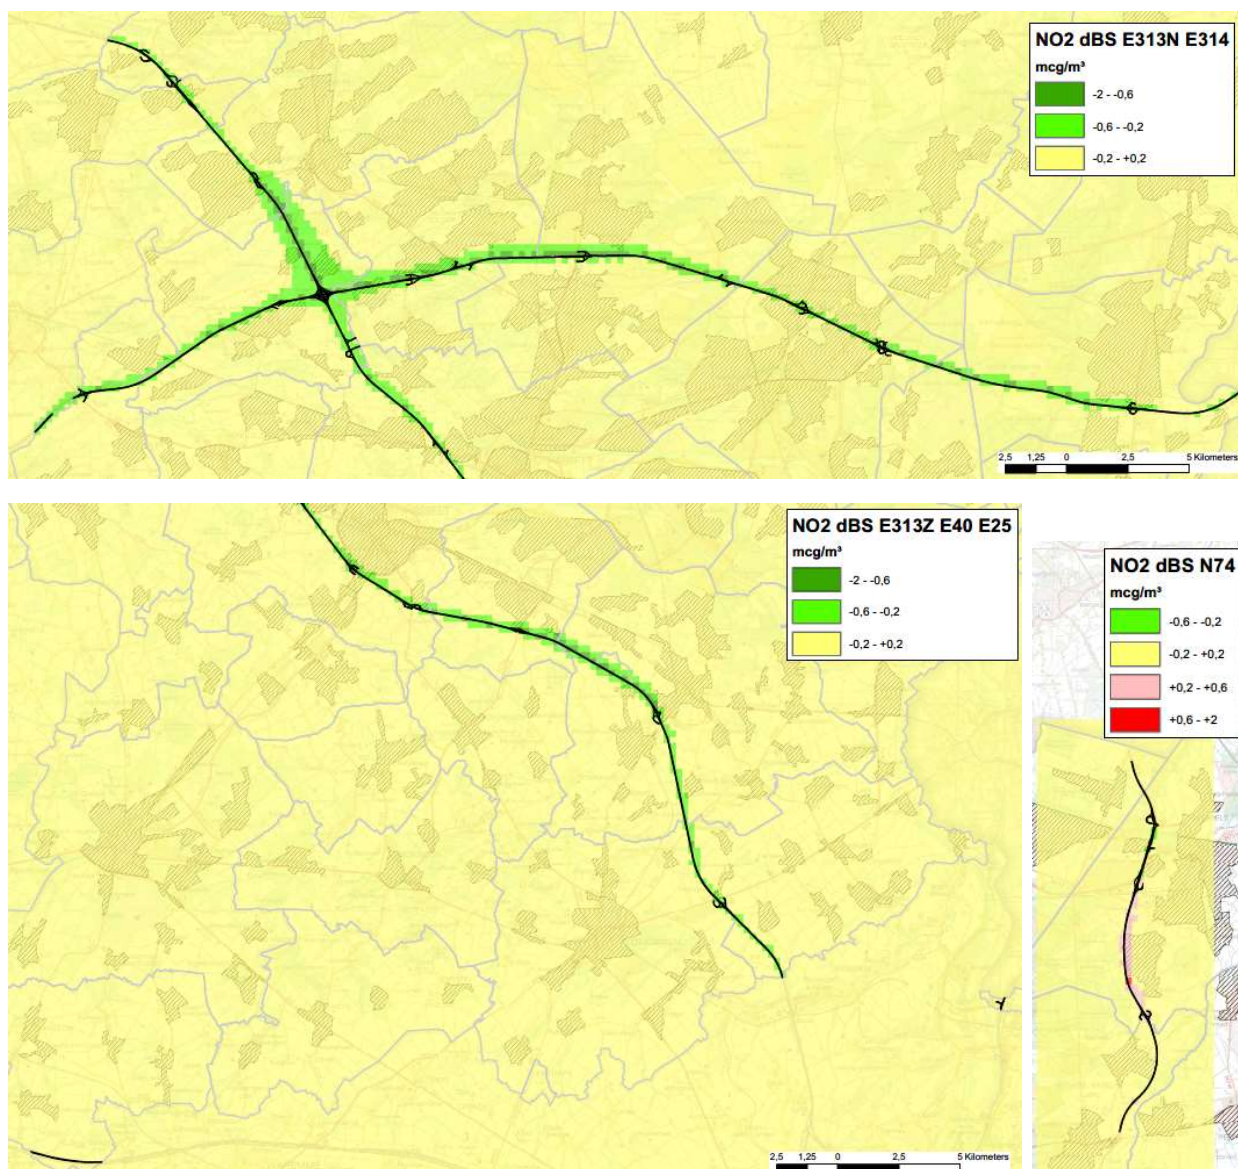 NO2 dBS E313N E314
mcg/m³
-2 - -0,6
-0,6 - -0,2
-0,2 - +0,2
2,5 1,25 0 2,5 5 Kilometers
NO2 dBS E313Z E40 E25
mcg/m³
-2 - -0,6
-0,6 - -0,2
-0,2 - +0,2
2,5 1,25 0 2,5 5 Kilometers
NO2 dBS N74
mcg/m³
-0,6 - -0,2
-0,2 - +0,2
+0,2 - +0,6
+0,6 - +2